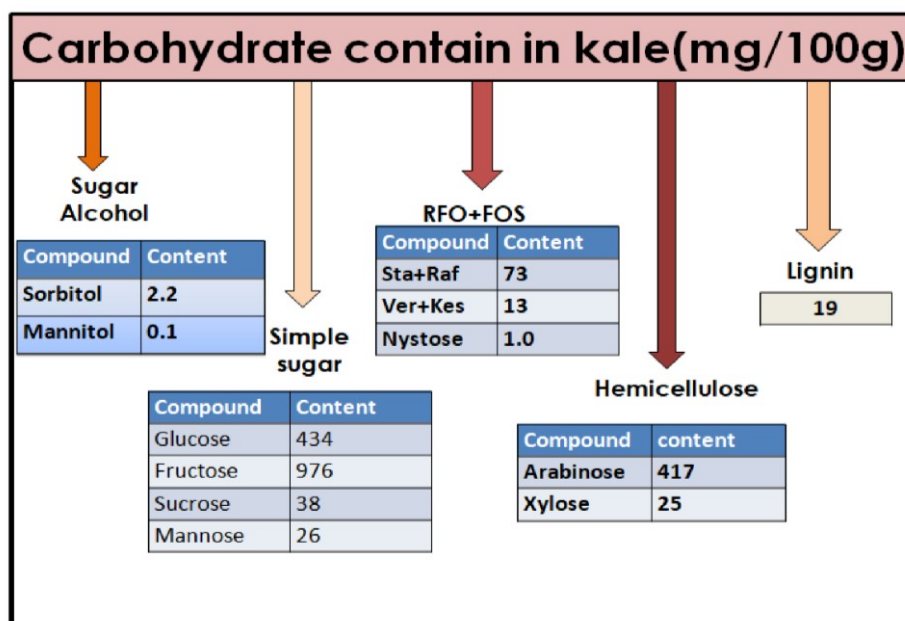 Carbohydrate contain in kale(mg/100g)
Sugar
Alcohol
Compound Content
Sorbitol 2.2
Mannitol 0.1
Simple
sugar
Compound Content
Glucose 434
Fructose 976
Sucrose 38
Mannose 26
RFO+FOS
Compound Content
Sta+Raf 73
Ver+Kes 13
Nystose 1.0
Hemicellulose
Compound content
Arabinose 417
Xylose 25
Lignin
19